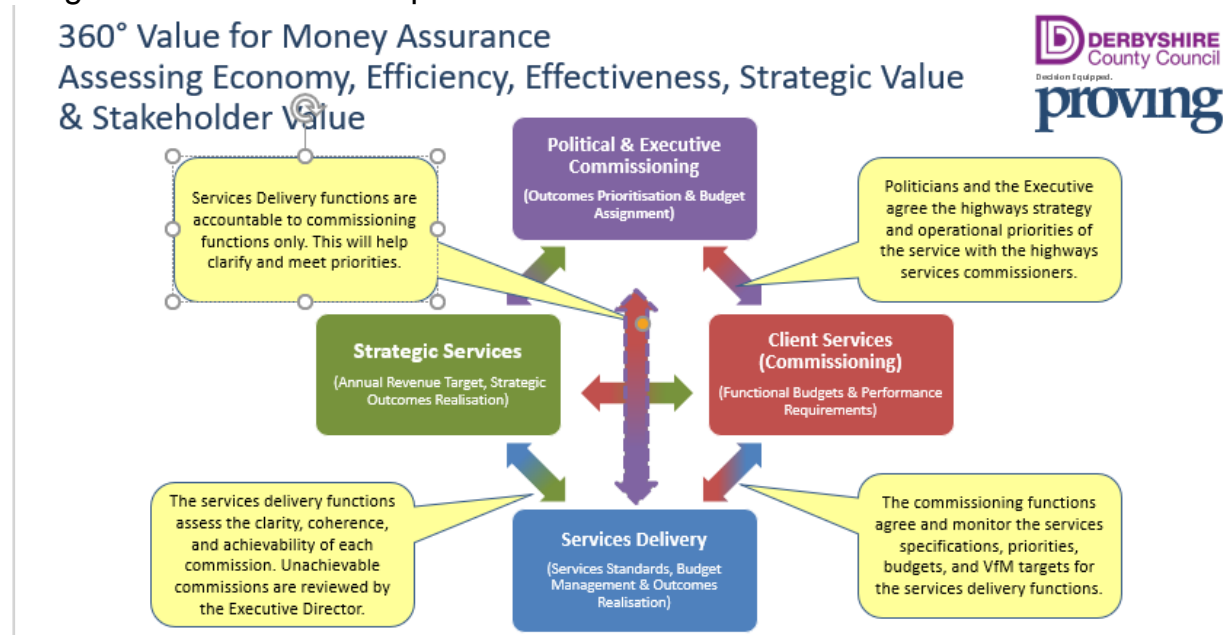 360° Value for Money Assurance
Assessing Economy, Efficiency, Effectiveness, Strategic Value
& Stakeholder Value
DERBYSHIRE
County Council
Decision Equipped.
proving
Political & Executive
Commissioning
(Outcomes Prioritisation & Budget
Assignment)
Services Delivery functions are
accountable to commissioning
functions only. This will help
clarify and meet priorities.
Politicians and the Executive
agree the highways strategy
and operational priorities of
the service with the highways
services commissioners.
Strategic Services
(Annual Revenue Target, Strategic
Outcomes Realisation)
Client Services
(Commissioning)
(Functional Budgets & Performance
Requirements)
The services delivery functions
assess the clarity, coherence,
and achievability of each
commission. Unachievable
commissions are reviewed by
the Executive Director.
Services Delivery
(Services Standards, Budget
Management & Outcomes
Realisation)
The commissioning functions
agree and monitor the services
specifications, priorities,
budgets, and VfM targets for
the services delivery functions.